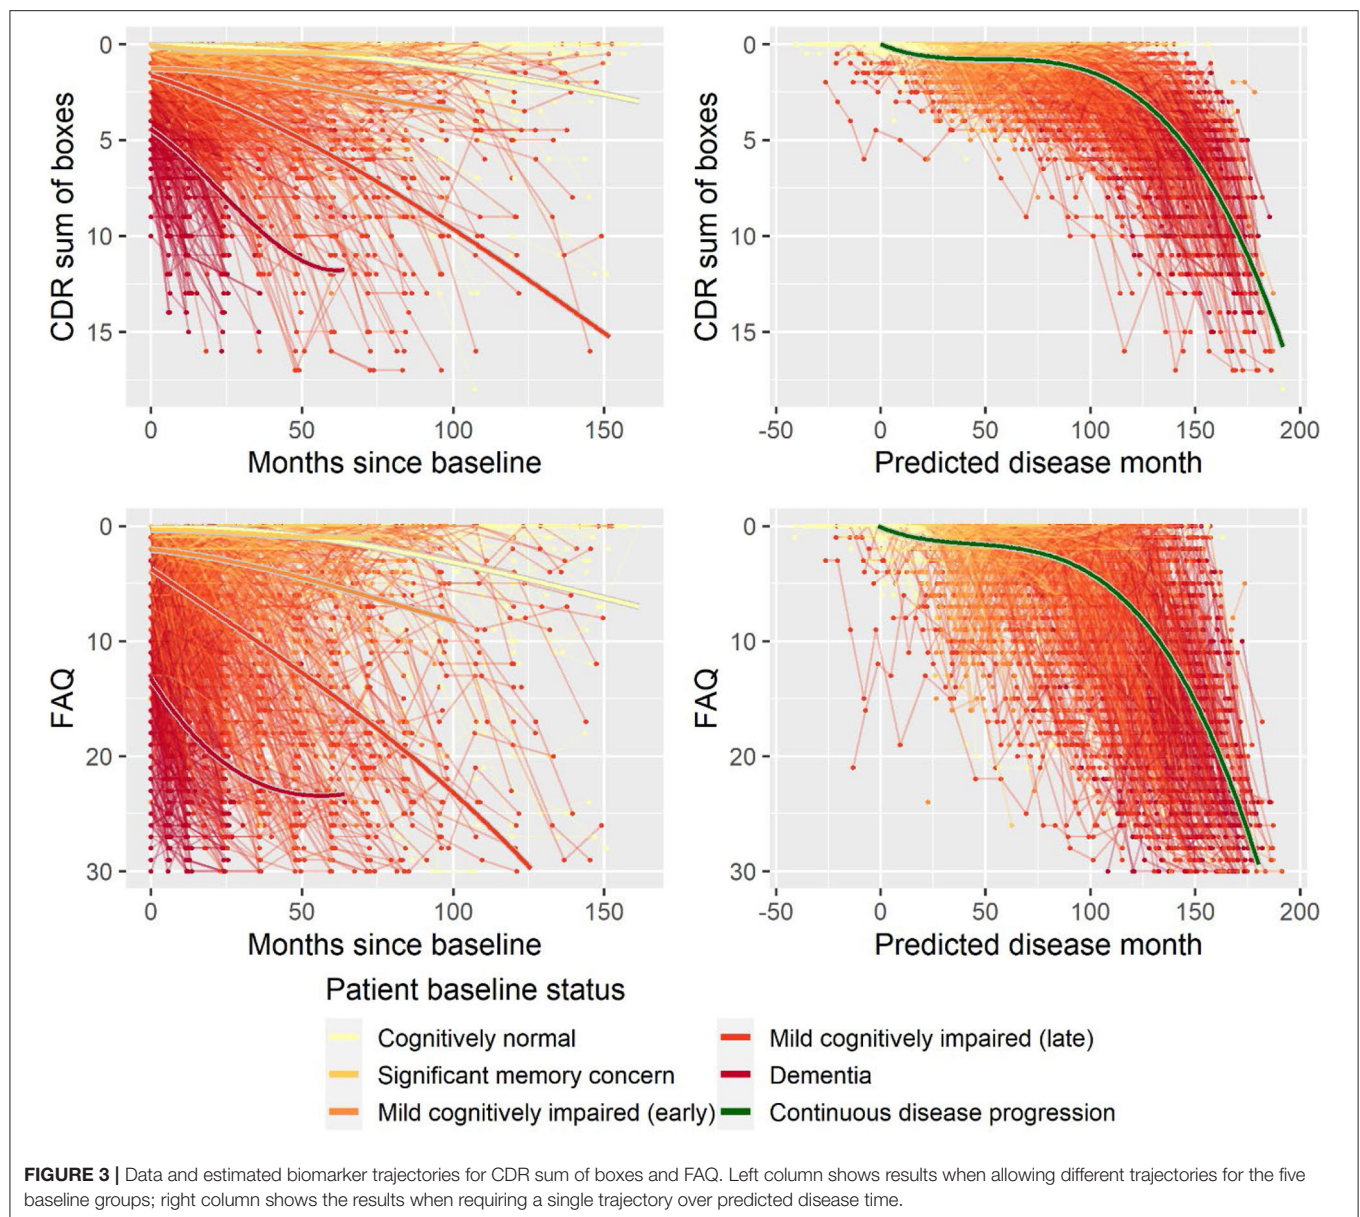 0
5
10
15
CDR sum of boxes
0 50 100 150
Months since baseline
0
5
10
15
CDR sum of boxes
-50 0 50 100 150 200
Predicted disease month
0
10
20
30
FAQ
0 50 100 150
Months since baseline
0
10
20
30
FAQ
-50 0 50 100 150 200
Predicted disease month
Patient baseline status
Cognitively normal
Significant memory concern
Mild cognitively impaired (early)
Mild cognitively impaired (late)
Dementia
Continuous disease progression
FIGURE 3 | Data and estimated biomarker trajectories for CDR sum of boxes and FAQ. Left column shows results when allowing different trajectories for the five
baseline groups; right column shows the results when requiring a single trajectory over predicted disease time.